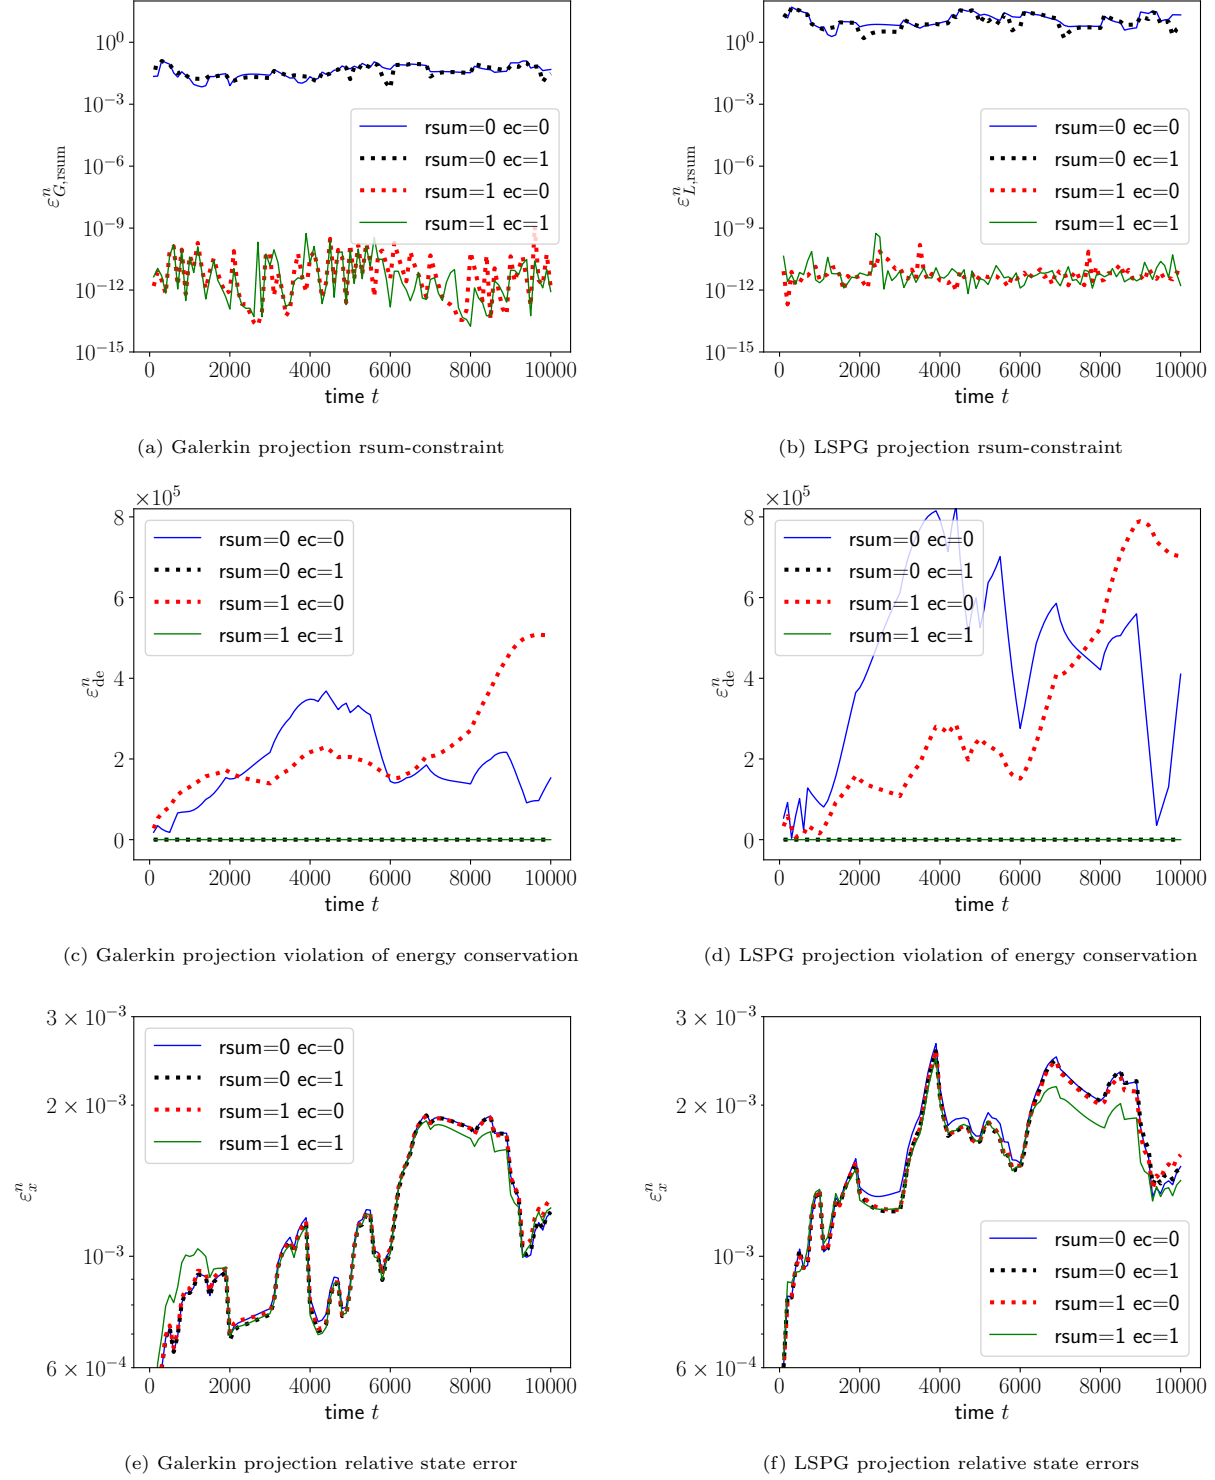 10^0
10^{-3}
10^{-6}
10^{-9}
10^{-12}
10^{-15}
ε^n_{G,rsum}
rsum=0 ec=0
rsum=0 ec=1
rsum=1 ec=0
rsum=1 ec=1
0 2000 4000 6000 8000 10000
time t
(a) Galerkin projection rsum-constraint
10^0
10^{-3}
10^{-6}
10^{-9}
10^{-12}
10^{-15}
ε^n_{L,rsum}
rsum=0 ec=0
rsum=0 ec=1
rsum=1 ec=0
rsum=1 ec=1
0 2000 4000 6000 8000 10000
time t
(b) LSPG projection rsum-constraint
×10^5
8
6
4
2
0
ε^n_{de}
rsum=0 ec=0
rsum=0 ec=1
rsum=1 ec=0
rsum=1 ec=1
0 2000 4000 6000 8000 10000
time t
(c) Galerkin projection violation of energy conservation
×10^5
8
6
4
2
0
ε^n_{de}
rsum=0 ec=0
rsum=0 ec=1
rsum=1 ec=0
rsum=1 ec=1
0 2000 4000 6000 8000 10000
time t
(d) LSPG projection violation of energy conservation
3 × 10^{-3}
2 × 10^{-3}
10^{-3}
6 × 10^{-4}
ε^n_x
rsum=0 ec=0
rsum=0 ec=1
rsum=1 ec=0
rsum=1 ec=1
0 2000 4000 6000 8000 10000
time t
(e) Galerkin projection relative state error
3 × 10^{-3}
2 × 10^{-3}
10^{-3}
6 × 10^{-4}
ε^n_x
rsum=0 ec=0
rsum=0 ec=1
rsum=1 ec=0
rsum=1 ec=1
0 2000 4000 6000 8000 10000
time t
(f) LSPG projection relative state errors